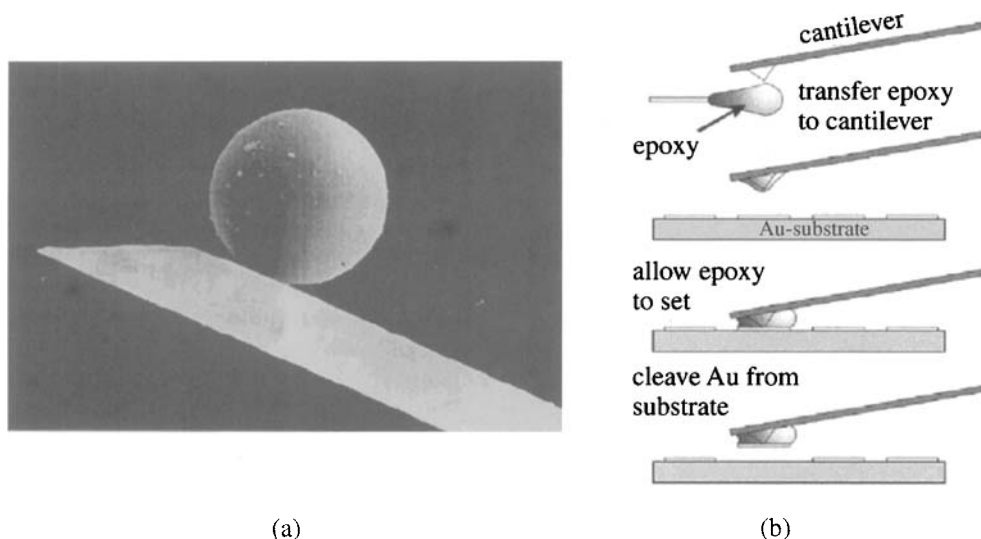 cantilever
transfer epoxy
to cantilever
epoxy
Au-substrate
allow epoxy
to set
cleave Au from
substrate
(a)
(b)